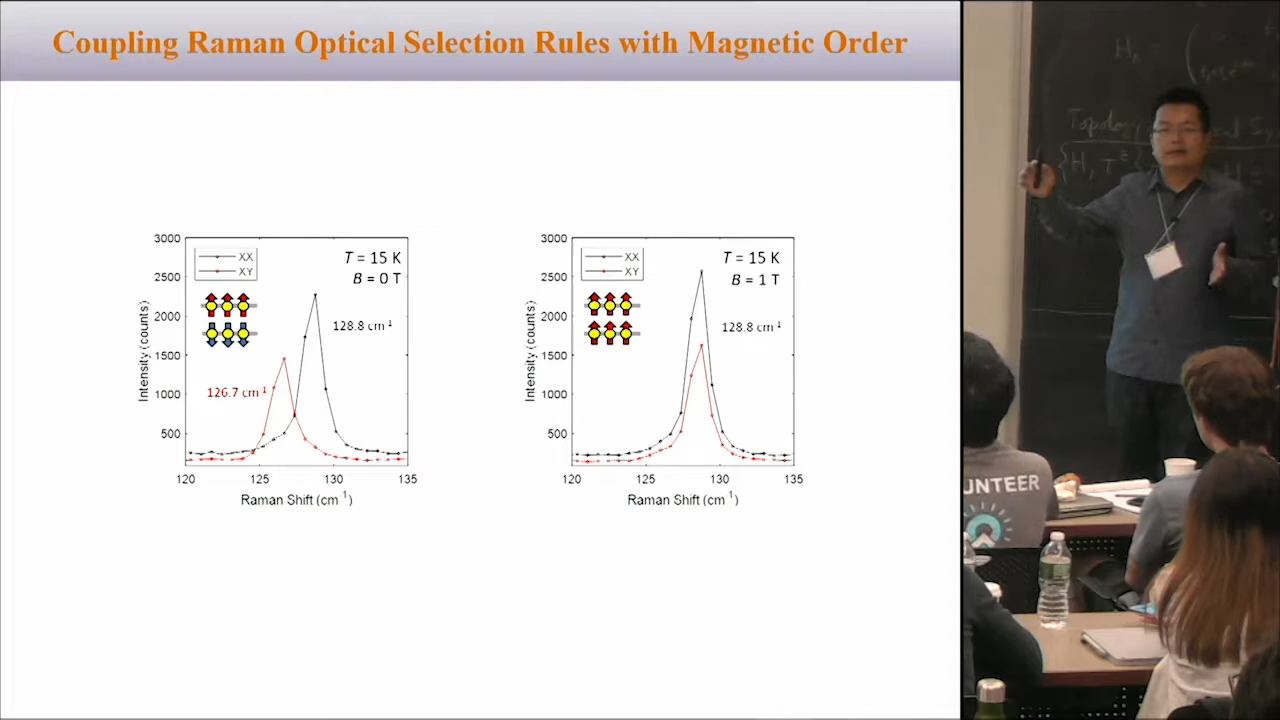 Coupling Raman Optical Selection Rules with Magnetic Order
3000
2500
2000
1500
1000
500
Intensity (counts)
XX
XY
T = 15 K
B = 0 T
128.8 cm-1
126.7 cm-1
120
125
130
135
Raman Shift (cm-1)
3000
2500
2000
1500
1000
500
Intensity (counts)
XX
XY
T = 15 K
B = 1 T
128.8 cm-1
120
125
130
135
Raman Shift (cm-1)
Topology
UNTEER